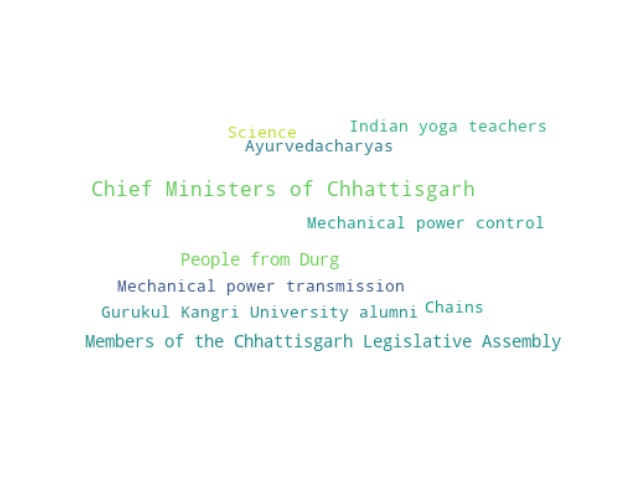 Indian yoga teachers
Science
Ayurvedacharyas
Chief Ministers of Chhattisgarh
Mechanical power control
People from Durg
Mechanical power transmission
Chains
Gurukul Kangri University alumni
Members of the Chhattisgarh Legislative Assembly